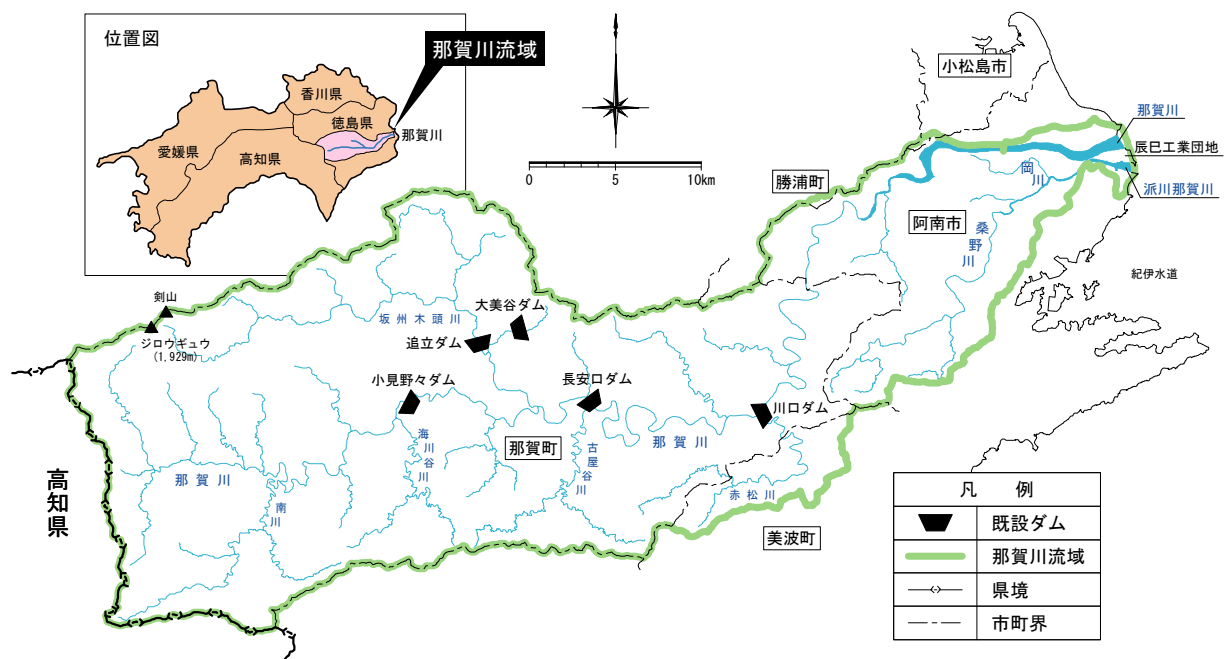 位置図
那賀川流域
香川県
徳島県
那賀川
愛媛県
高知県
0 5 10km
小松島市
那賀川
辰巳工業団地
派川那賀川
勝浦町
岡川
阿南市
桑野川
紀伊水道
剣山
ジロウギュウ
(1,929m)
坂州木頭川
大美谷ダム
追立ダム
小見野々ダム
長安口ダム
川口ダム
海川谷川
那賀町
古屋谷川
那賀川
高知県
那賀川
南川
赤松川
美波町
凡 例
既設ダム
那賀川流域
県境
市町界